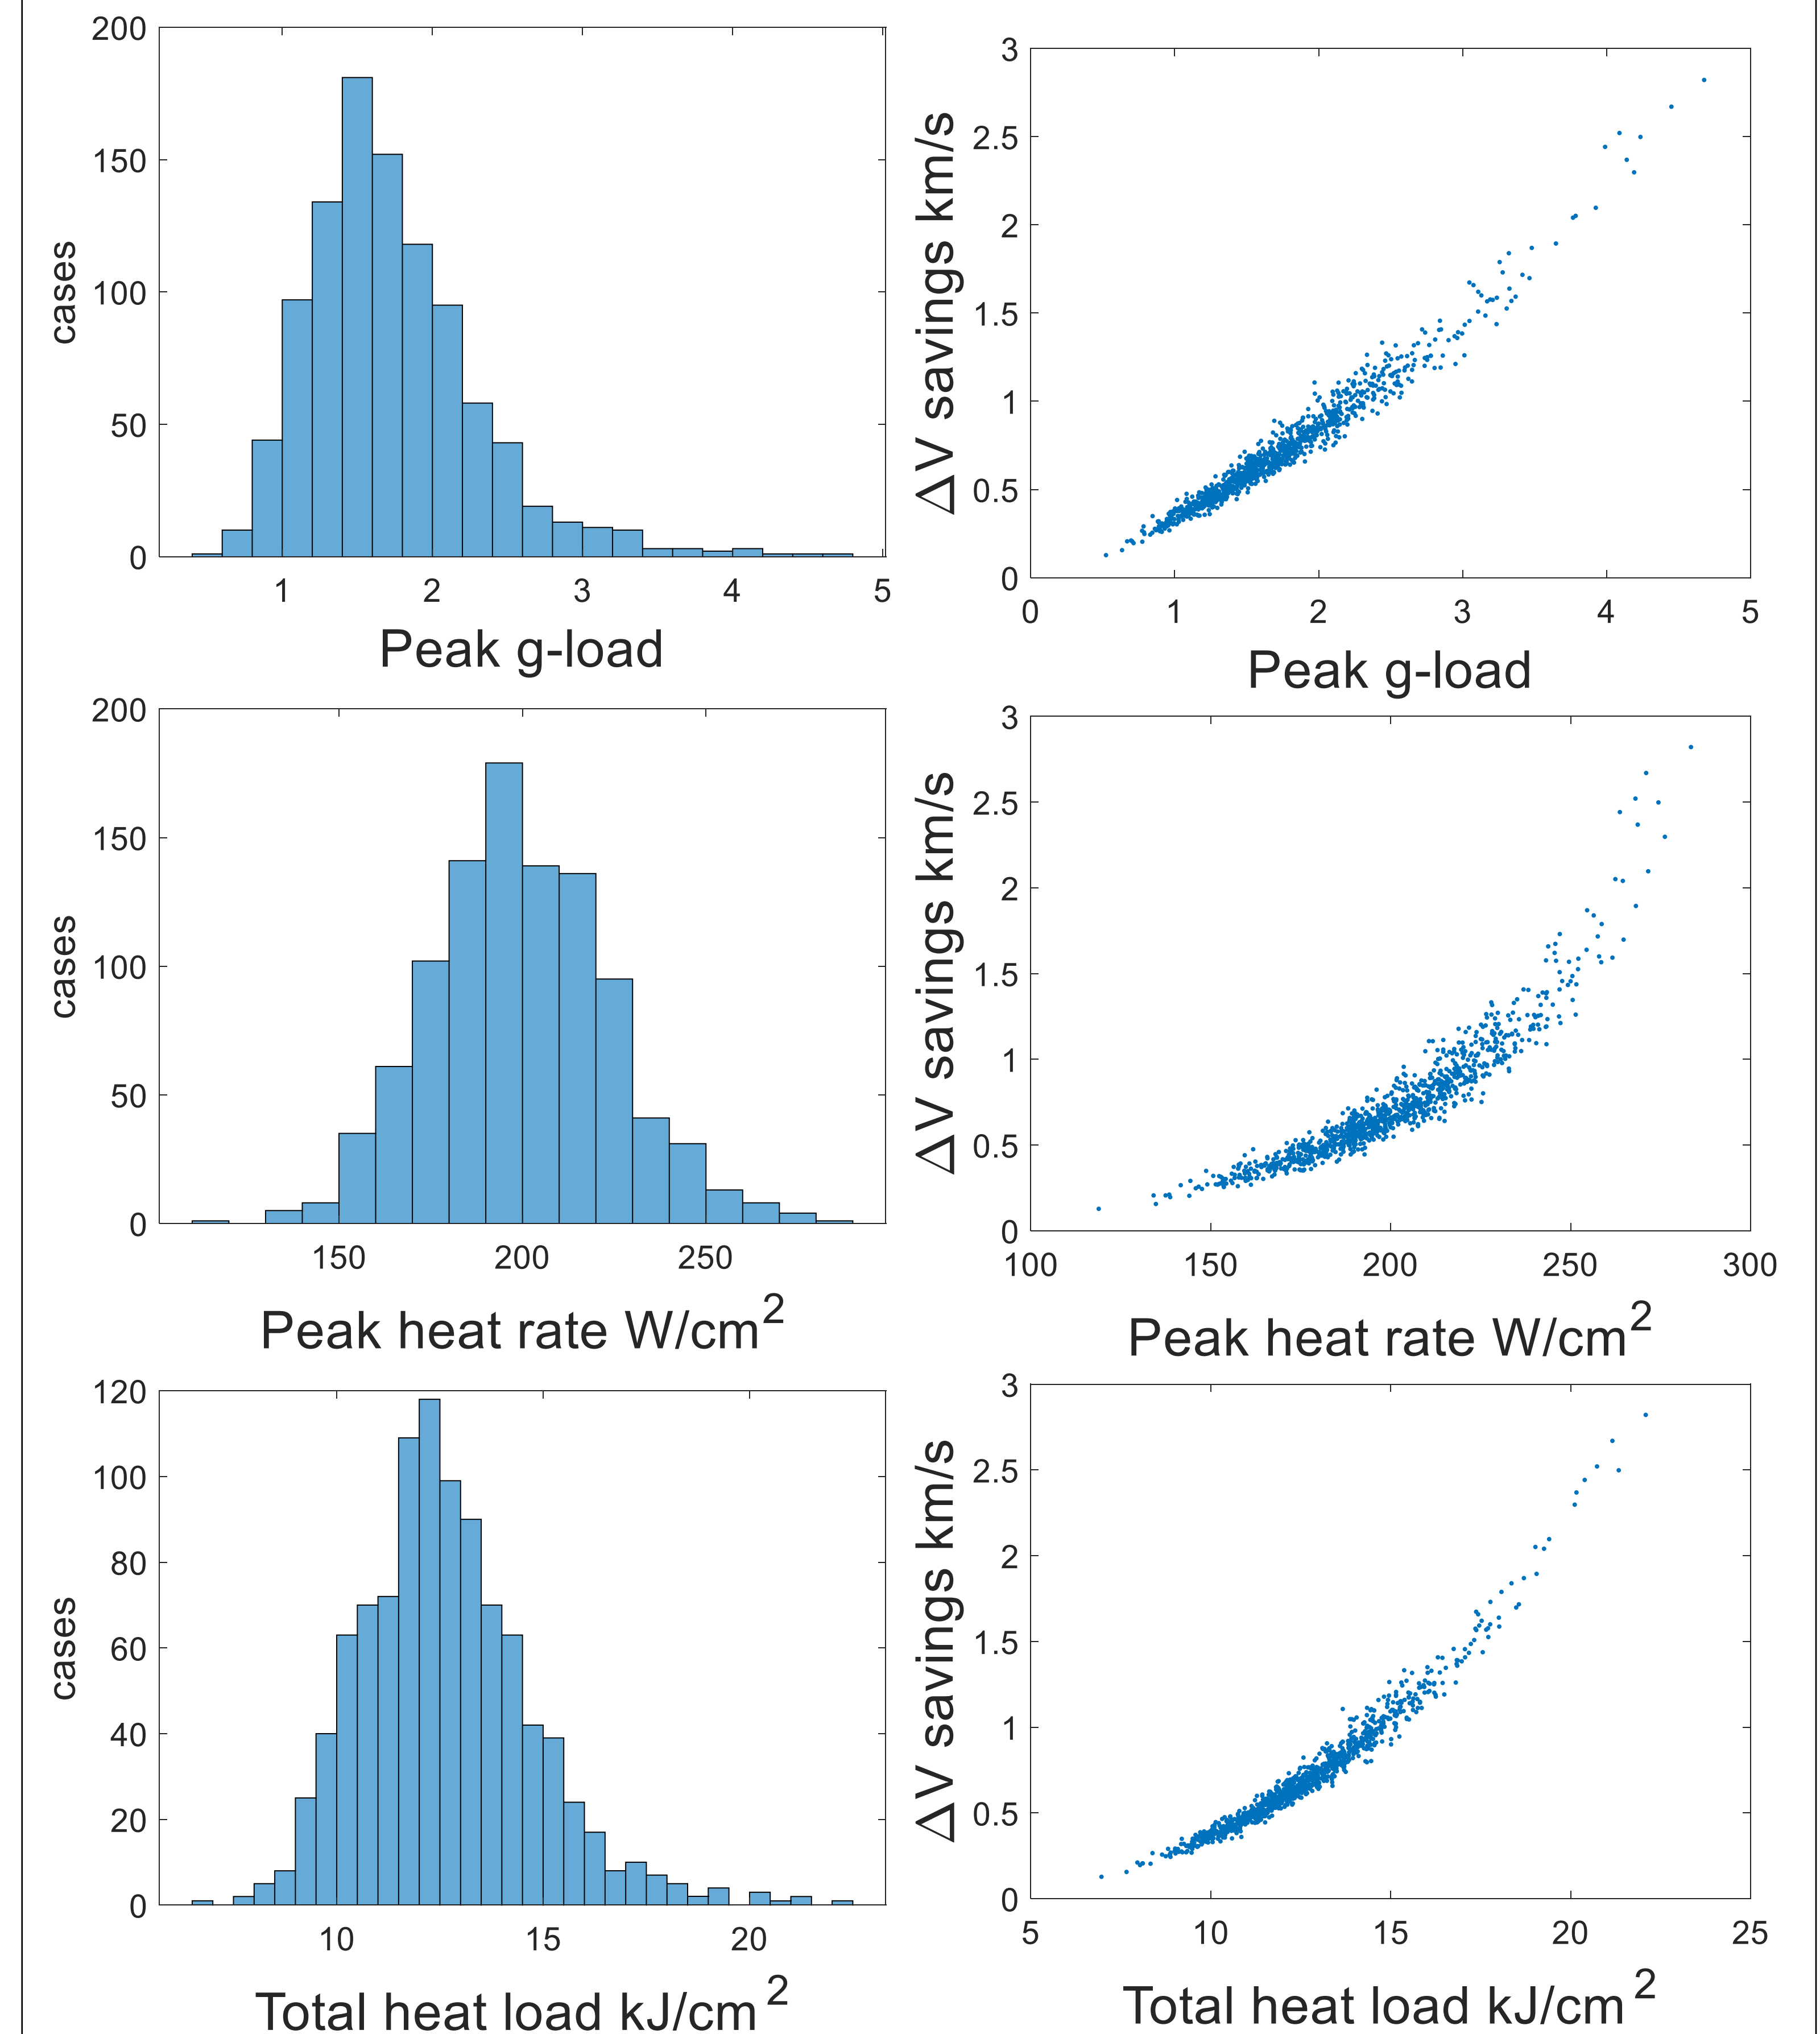 200
150
100
50
0
cases
1 2 3 4 5
Peak g-load
3
2.5
2
1.5
1
0.5
0
ΔV savings km/s
0 1 2 3 4 5
Peak g-load
200
150
100
50
0
cases
150 200 250
Peak heat rate W/cm²
3
2.5
2
1.5
1
0.5
0
ΔV savings km/s
100 150 200 250 300
Peak heat rate W/cm²
120
100
80
60
40
20
0
cases
10 15 20
Total heat load kJ/cm²
3
2.5
2
1.5
1
0.5
0
ΔV savings km/s
5 10 15 20 25
Total heat load kJ/cm²